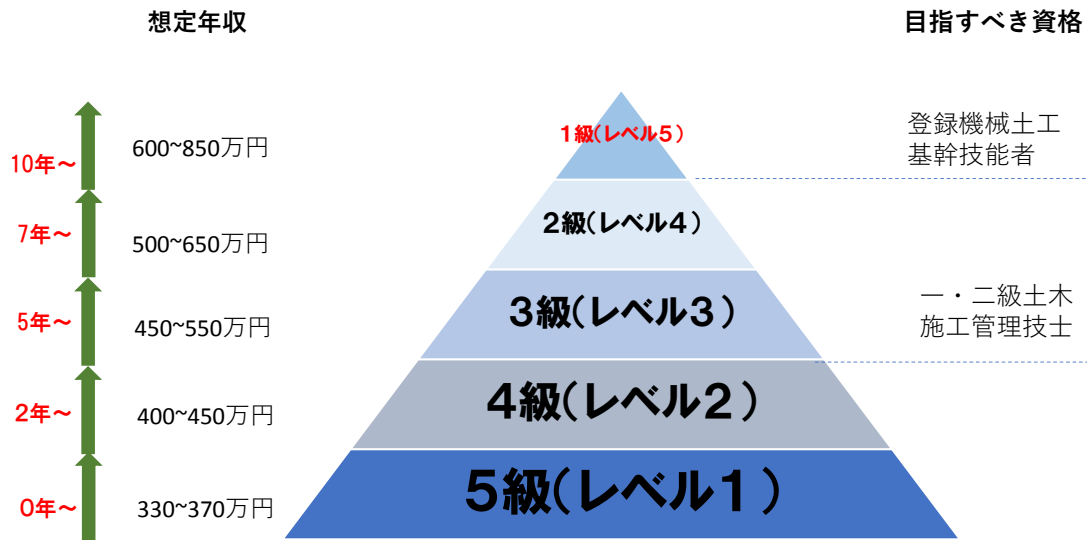 想定年収
目指すべき資格
1級(レベル5)
登録機械土工
基幹技能者
10年～
600~850万円
2級(レベル4)
7年～
500~650万円
3級(レベル3)
一・二級土木
施工管理技士
5年～
450~550万円
4級(レベル2)
2年～
400~450万円
5級(レベル1)
0年～
330~370万円